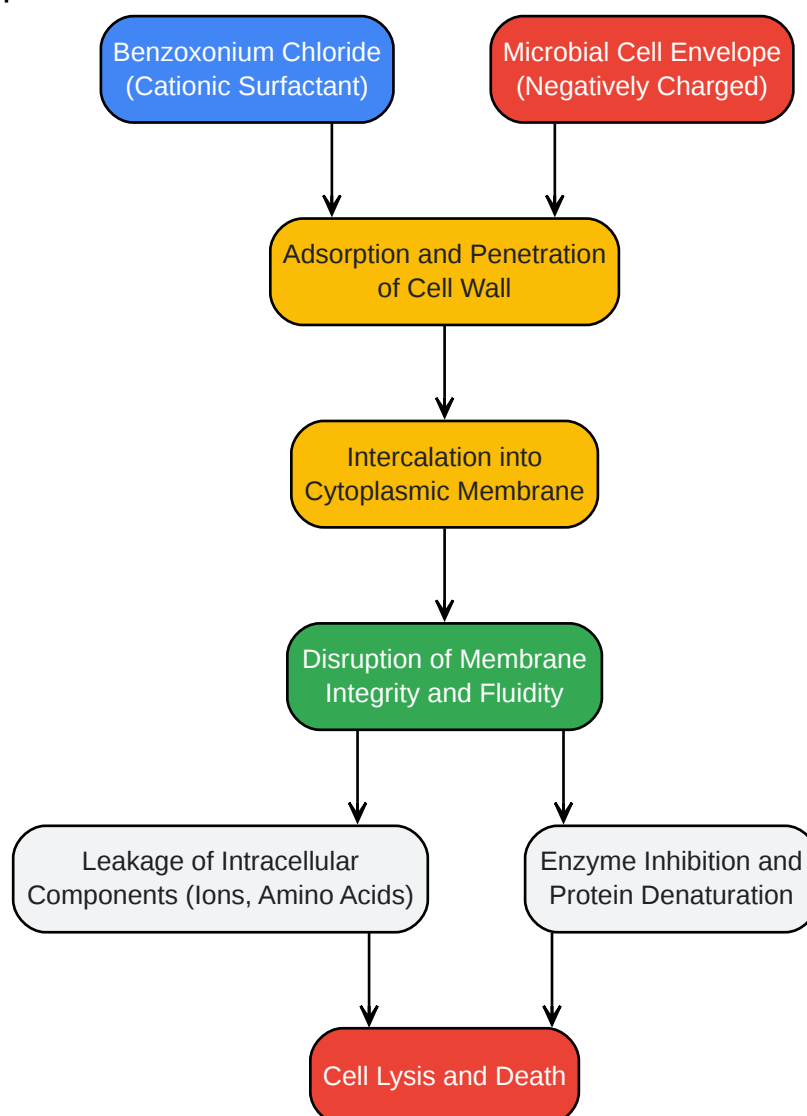 Benzoxonium Chloride
(Cationic Surfactant)
Microbial Cell Envelope
(Negatively Charged)
Adsorption and Penetration
of Cell Wall
Intercalation into
Cytoplasmic Membrane
Disruption of Membrane
Integrity and Fluidity
Leakage of Intracellular
Components (Ions, Amino Acids)
Enzyme Inhibition and
Protein Denaturation
Cell Lysis and Death